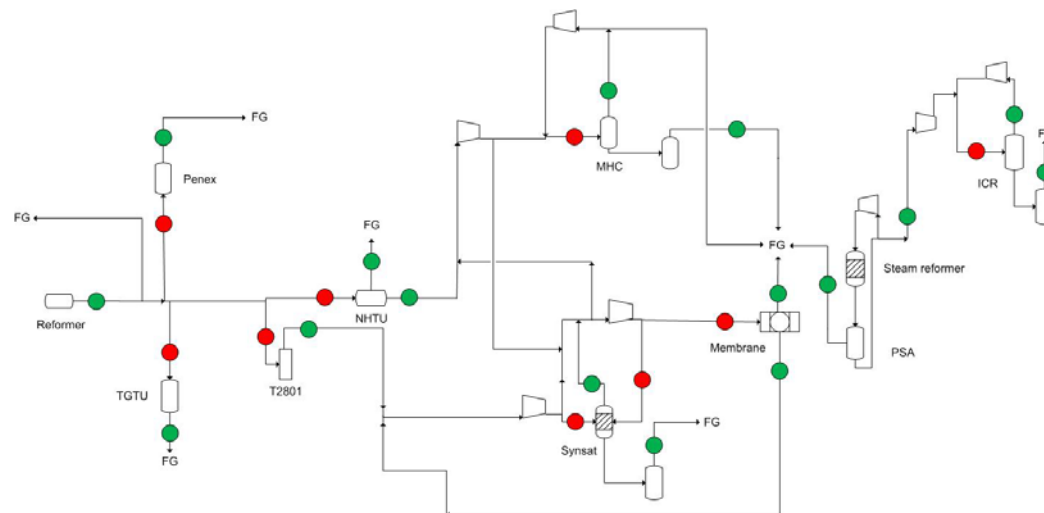 FG
Penex
MHC
ICR
F
FG
FG
FG
Steam reformer
Reformer
NHTU
Membrane
PSA
TGTU
T2801
FG
Synsat
FG